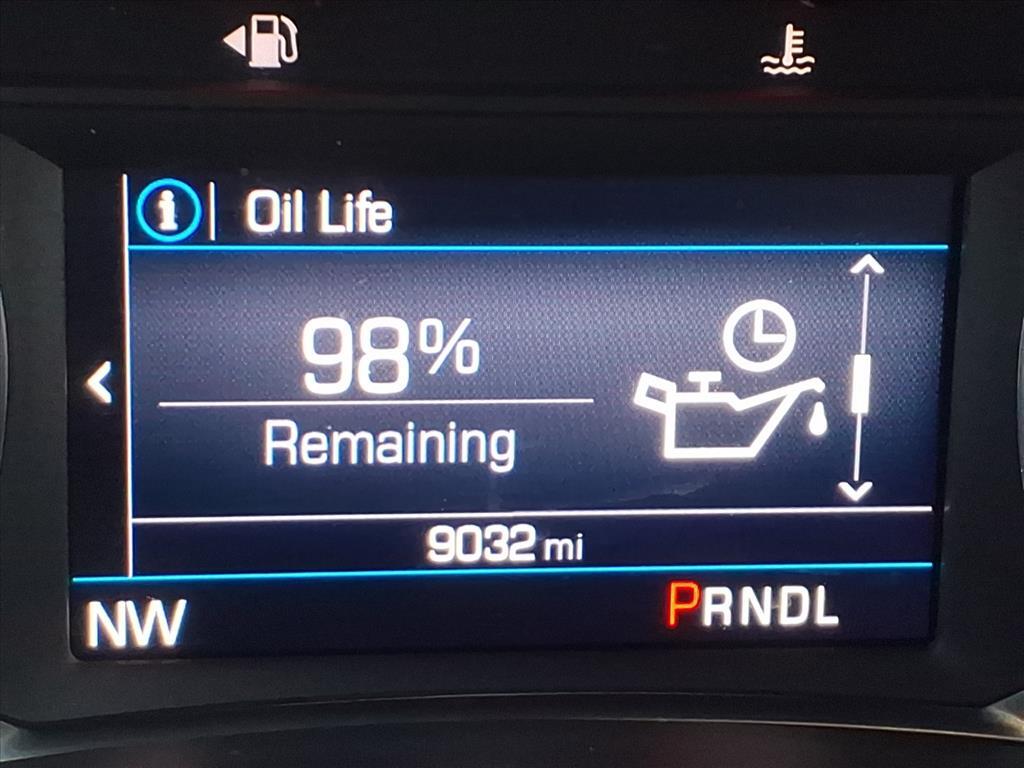 i Oil Life
98%
Remaining
9032 mi
NW PRNDL